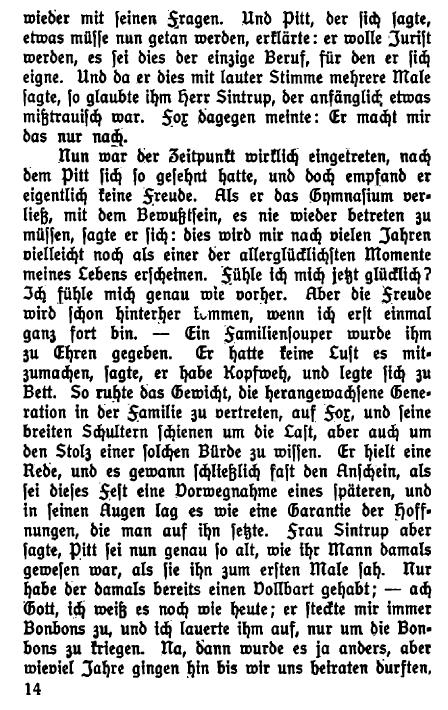 wieder mit seinen Fragen. Und Pitt, der sich sagte,
etwas müsse nun getan werden, erklärte: er wolle Jurist
werden, es sei dies der einzige Beruf, für den er sich
eigne. Und da er dies mit lauter Stimme mehrere Male
sagte, so glaubte ihm Herr Sintrup, der anfänglich etwas
mißtrauisch war. Fox dagegen meinte: Er macht mir
das nur nach.
Nun war der Zeitpunkt wirklich eingetreten, nach
dem Pitt sich so gesehnt hatte, und doch empfand er
eigentlich keine Freude. Als er das Gymnasium ver-
ließ, mit dem Bewußtsein, es nie wieder betreten zu
müssen, sagte er sich: dies wird mir nach vielen Jahren
vielleicht noch als einer der allerglücklichsten Momente
meines Lebens erscheinen. Fühle ich mich jetzt glücklich?
Ich fühle mich genau wie vorher. Aber die Freude
wird schon hinterher kommen, wenn ich erst einmal
ganz fort bin. — Ein Familiensouper wurde ihm
zu Ehren gegeben. Er hatte keine Lust es mit-
zumachen, sagte, er habe Kopfweh, und legte sich zu
Bett. So ruhte das Gewicht, die herangewachsene Gene-
ration in der Familie zu vertreten, auf Fox, und seine
breiten Schultern schienen um die Last, aber auch um
den Stolz einer solchen Bürde zu wissen. Er hielt eine
Rede, und es gewann schließlich fast den Anschein, als
sei dieses Fest eine Vorwegnahme eines späteren, und
in seinen Augen lag es wie eine Garantie der Hoff-
nungen, die man auf ihn setzte. Frau Sintrup aber
sagte, Pitt sei nun genau so alt, wie ihr Mann damals
gewesen war, als sie ihn zum ersten Male sah. Nur
habe der damals bereits einen Vollbart gehabt; — ach
Gott, ich weiß es noch wie heute; er steckte mir immer
Bonbons zu, und ich lauerte ihm auf, nur um die Bon-
bons zu kriegen. Na, dann wurde es ja anders, aber
wieviel Jahre gingen hin bis wir uns heiraten durften.
14